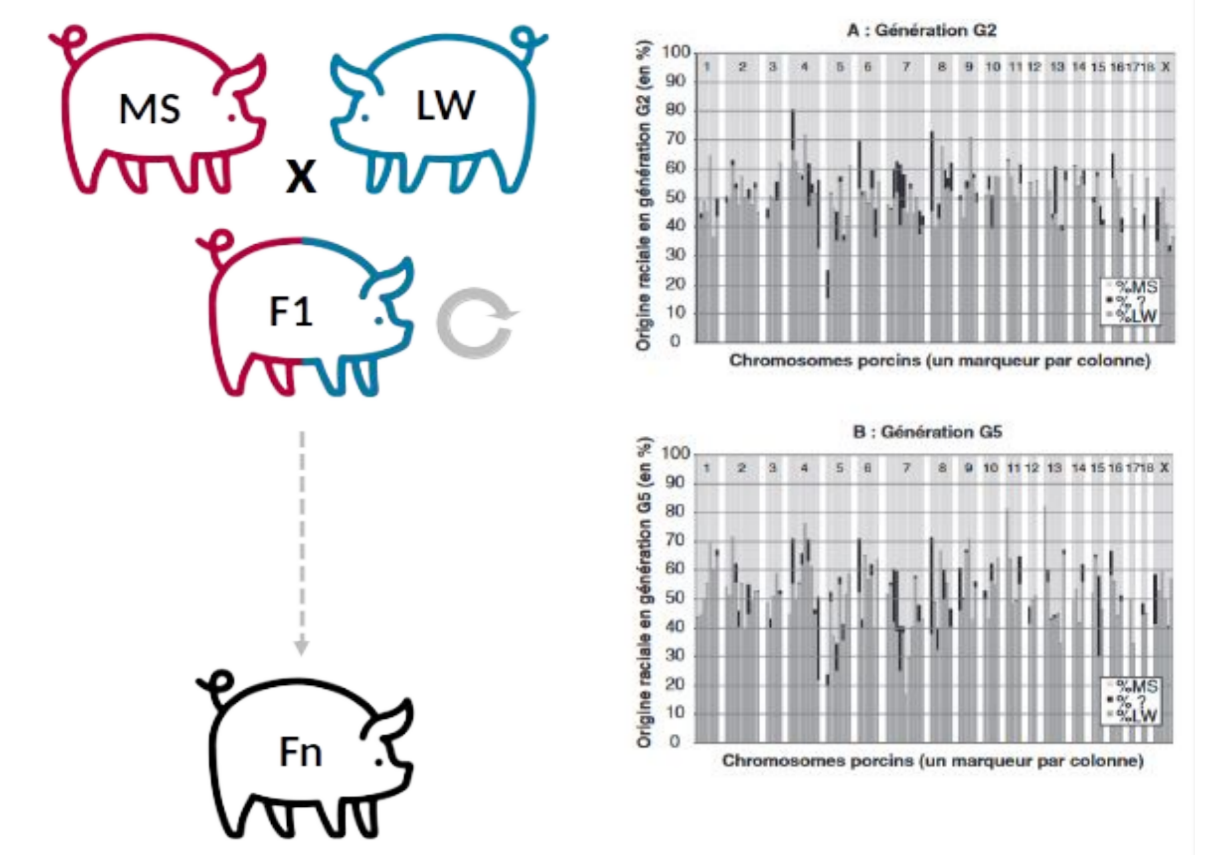 MS
LW
X
F1
Fn
A : Génération G2
Origine raciale en génération G2 (en %)
100
90
80
70
60
50
40
30
20
10
0
1 2 3 4 5 6 7 8 9 10 11 12 13 14 15 16 17 18 X
%MS
% ?
%LW
Chromosomes porcins (un marqueur par colonne)
B : Génération G5
Origine raciale en génération G5 (en %)
100
90
80
70
60
50
40
30
20
10
0
1 2 3 4 5 6 7 8 9 10 11 12 13 14 15 16 17 18 X
%MS
% ?
%LW
Chromosomes porcins (un marqueur par colonne)